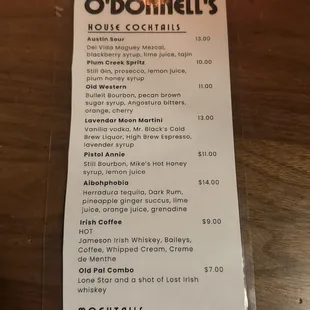 O'DONNELL'S
HOUSE COCKTAILS
Austin Sour 13.00
Del Vida Maguey Mezcal,
blackberry syrup, lime juice, tajin
Plum Creek Spritz 10.00
Still Gin, prosecco, lemon juice,
plum honey syrup
Old Western 11.00
Bulleit Bourbon, pecan brown
sugar syrup, Angostura bitters,
orange, cherry
Lavendar Moon Martini 13.00
Vanilla vodka, Mr. Black's Cold
Brew Liquor, High Brew Espresso,
lavender syrup
Pistol Annie $11.00
Still Bourbon, Mike's Hot Honey
syrup, lemon juice
Aibohphobia $14.00
Herradura tequila, Dark Rum,
pineapple ginger succus, lime
juice, orange juice, grenadine
Irish Coffee $9.00
HOT
Jameson Irish Whiskey, Baileys,
Coffee, Whipped Cream, Creme
de Menthe
Old Pal Combo $7.00
Lone Star and a shot of Lost Irish
whiskey
MOCKTAILS